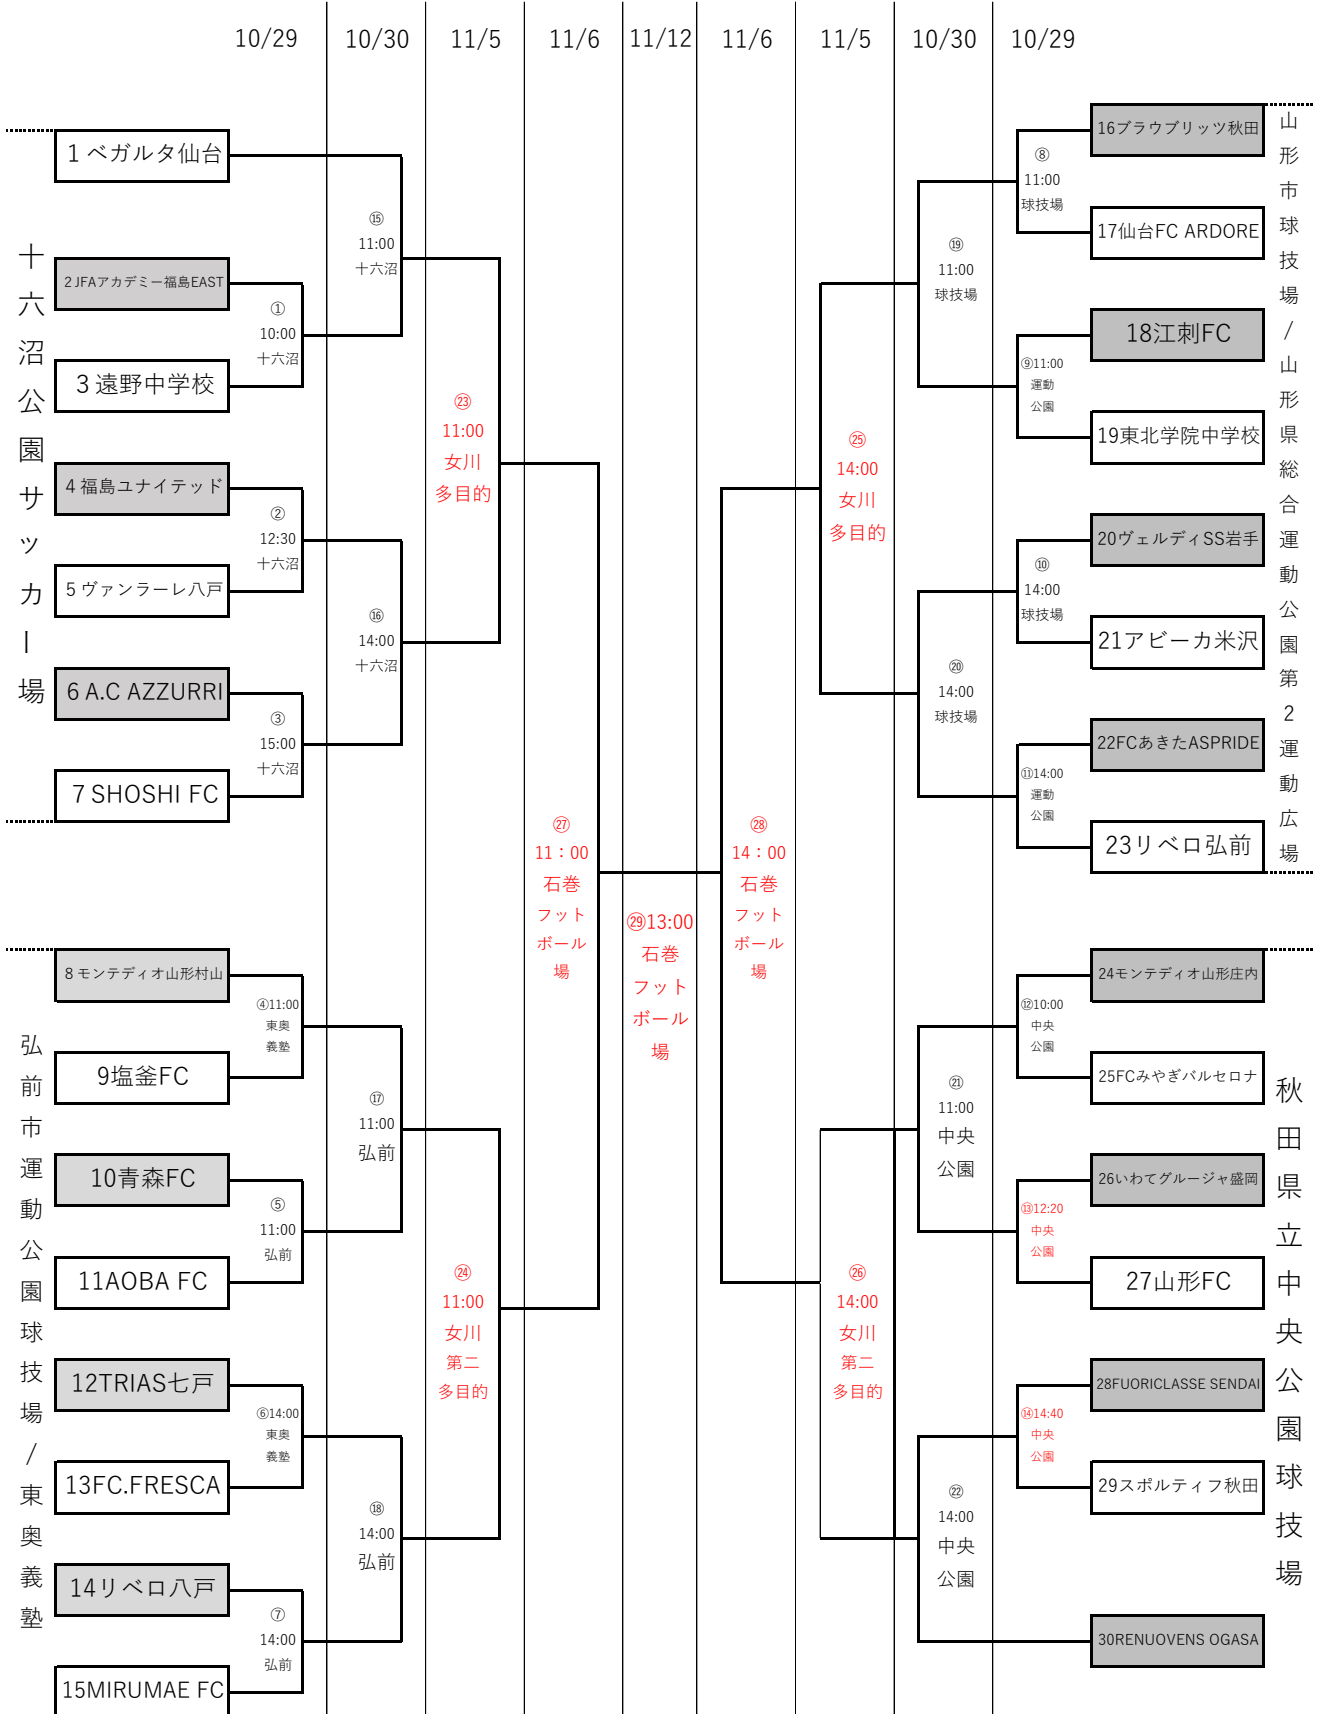 10/29
10/30
11/5
11/6
11/12
11/6
11/5
10/30
10/29
十六沼公園サッカー場
1 ベガルタ仙台
2 JFAアカデミー福島EAST
3 遠野中学校
4 福島ユナイテッド
5 ヴァンラーレ八戸
6 A.C AZZURRI
7 SHOSHI FC
弘前市運動公園球技場/東奥義塾
8 モンテディオ山形村山
9塩釜FC
10青森FC
11AOBA FC
12TRIAS七戸
13FC.FRESCA
14リベロ八戸
15MIRUMAE FC
①
10:00
十六沼
②
12:30
十六沼
③
15:00
十六沼
④11:00
東奥
義塾
⑤
11:00
弘前
⑥14:00
東奥
義塾
⑦
14:00
弘前
⑮
11:00
十六沼
⑯
14:00
十六沼
⑰
11:00
弘前
⑱
14:00
弘前
㉓
11:00
女川
多目的
㉔
11:00
女川
第二
多目的
㉗
11：00
石巻
フット
ボール
場
㉙13:00
石巻
フット
ボール
場
㉘
14：00
石巻
フット
ボール
場
㉕
14:00
女川
多目的
㉖
14:00
女川
第二
多目的
⑲
11:00
球技場
⑳
14:00
球技場
㉑
11:00
中央
公園
㉒
14:00
中央
公園
⑧
11:00
球技場
⑨11:00
運動
公園
⑩
14:00
球技場
⑪14:00
運動
公園
⑫10:00
中央
公園
⑬12:20
中央
公園
⑭14:40
中央
公園
16ブラウブリッツ秋田
17仙台FC ARDORE
18江刺FC
19東北学院中学校
20ヴェルディSS岩手
21アビーカ米沢
22FCあきたASPRIDE
23リベロ弘前
山形市球技場/山形県総合運動公園第2運動広場
24モンテディオ山形庄内
25FCみやぎバルセロナ
26いわてグルージャ盛岡
27山形FC
28FUORICLASSE SENDAI
29スポルティフ秋田
30RENUOVENS OGASA
秋田県立中央公園球技場